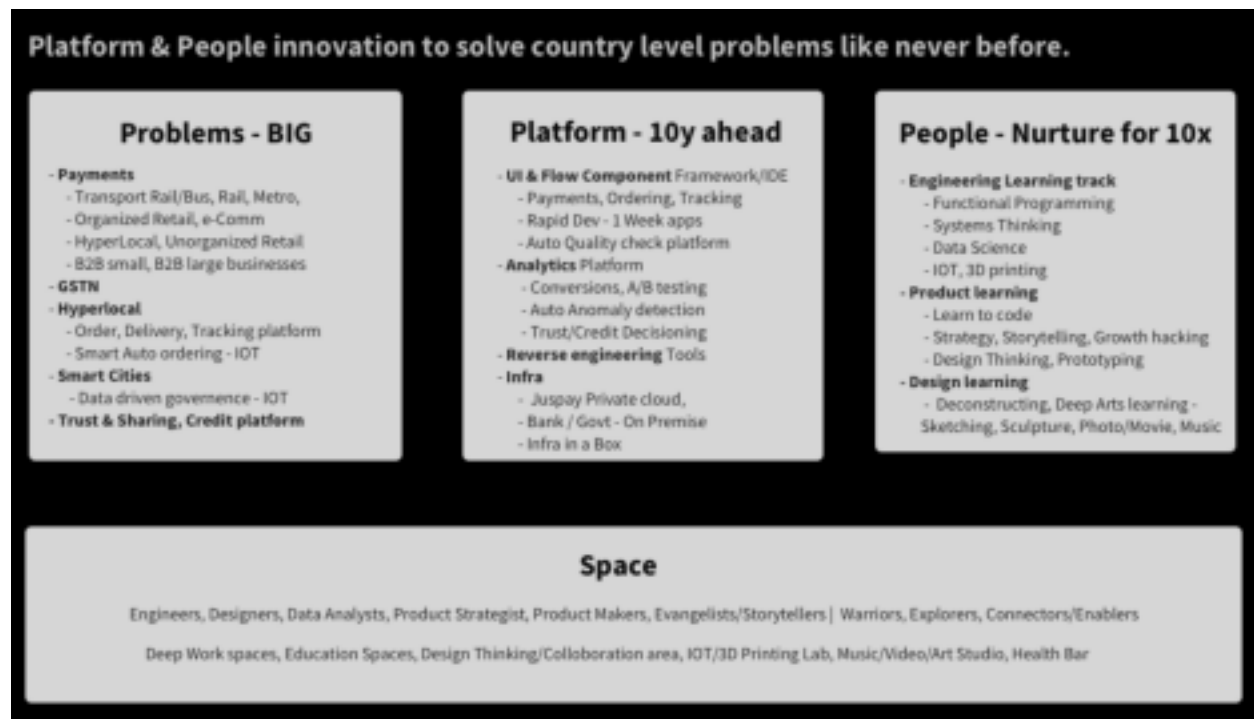 Platform & People innovation to solve country level problems like never before.
Problems - BIG
- Payments
- Transport Rail/Bus, Rail, Metro,
- Organized Retail, e-Comm
- HyperLocal, Unorganized Retail
- B2B small, B2B large businesses
- GSTN
- Hyperlocal
- Order, Delivery, Tracking platform
- Smart Auto ordering - IOT
- Smart Cities
- Data driven governence - IOT
- Trust & Sharing, Credit platform
Platform - 10y ahead
- UI & Flow Component Framework/IDE
- Payments, Ordering, Tracking
- Rapid Dev - 1 Week apps
- Auto Quality check platform
- Analytics Platform
- Conversions, A/B testing
- Auto Anomaly detection
- Trust/Credit Decisioning
- Reverse engineering Tools
- Infra
- Juspay Private cloud,
- Bank / Govt - On Premise
- Infra in a Box
People - Nurture for 10x
- Engineering Learning track
- Functional Programming
- Systems Thinking
- Data Science
- IOT, 3D printing
- Product learning
- Learn to code
- Strategy, Storytelling, Growth hacking
- Design Thinking, Prototyping
- Design learning
- Deconstructing, Deep Arts learning -
Sketching, Sculpture, Photo/Movie, Music
Space
Engineers, Designers, Data Analysts, Product Strategist, Product Makers, Evangelists/Storytellers | Warriors, Explorers, Connectors/Enablers
Deep Work spaces, Education Spaces, Design Thinking/Colloboration area, IOT/3D Printing Lab, Music/Video/Art Studio, Health Bar